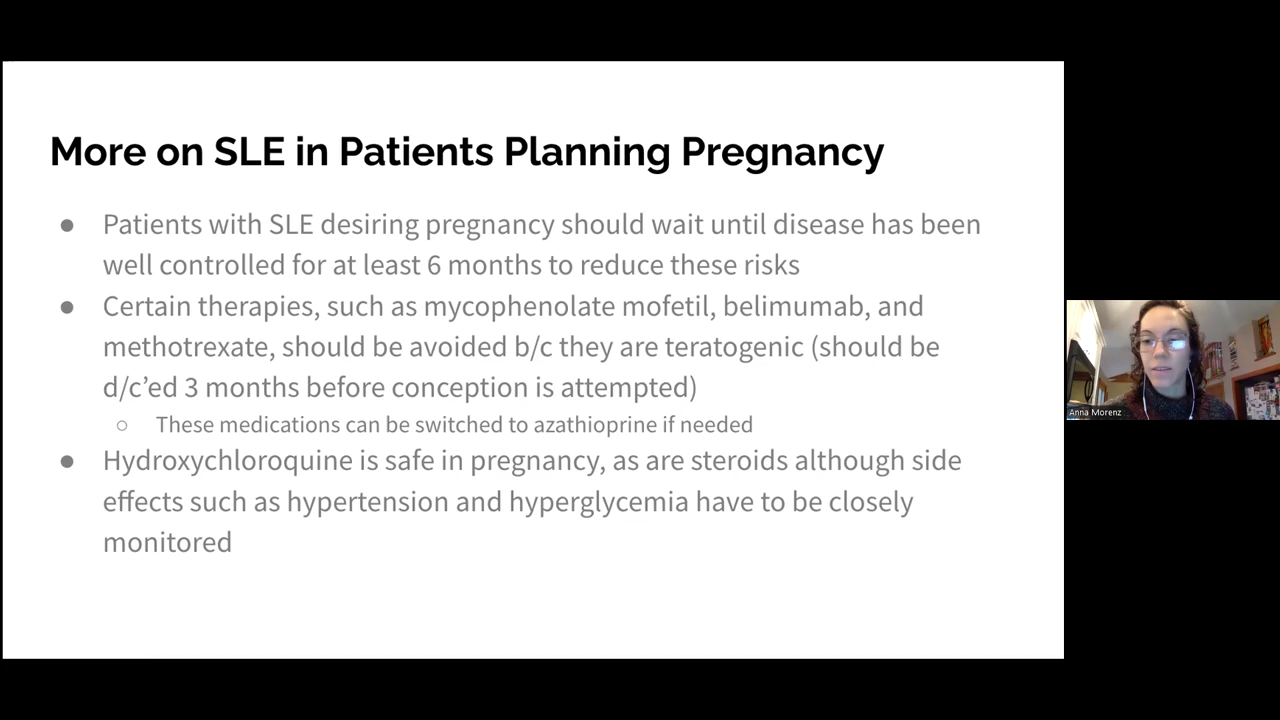 More on SLE in Patients Planning Pregnancy
● Patients with SLE desiring pregnancy should wait until disease has been
well controlled for at least 6 months to reduce these risks
● Certain therapies, such as mycophenolate mofetil, belimumab, and
methotrexate, should be avoided b/c they are teratogenic (should be
d/c’ed 3 months before conception is attempted)
○ These medications can be switched to azathioprine if needed
● Hydroxychloroquine is safe in pregnancy, as are steroids although side
effects such as hypertension and hyperglycemia have to be closely
monitored
Anna Morenz